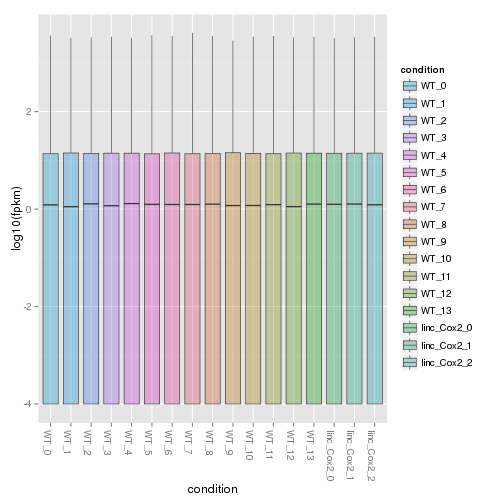 log10(fpkm)
2
0
-2
-4
WT_0
WT_1
WT_2
WT_3
WT_4
WT_5
WT_6
WT_7
WT_8
WT_9
WT_10
WT_11
WT_12
WT_13
linc_Cox2_0
linc_Cox2_1
linc_Cox2_2
condition
condition
WT_0
WT_1
WT_2
WT_3
WT_4
WT_5
WT_6
WT_7
WT_8
WT_9
WT_10
WT_11
WT_12
WT_13
linc_Cox2_0
linc_Cox2_1
linc_Cox2_2